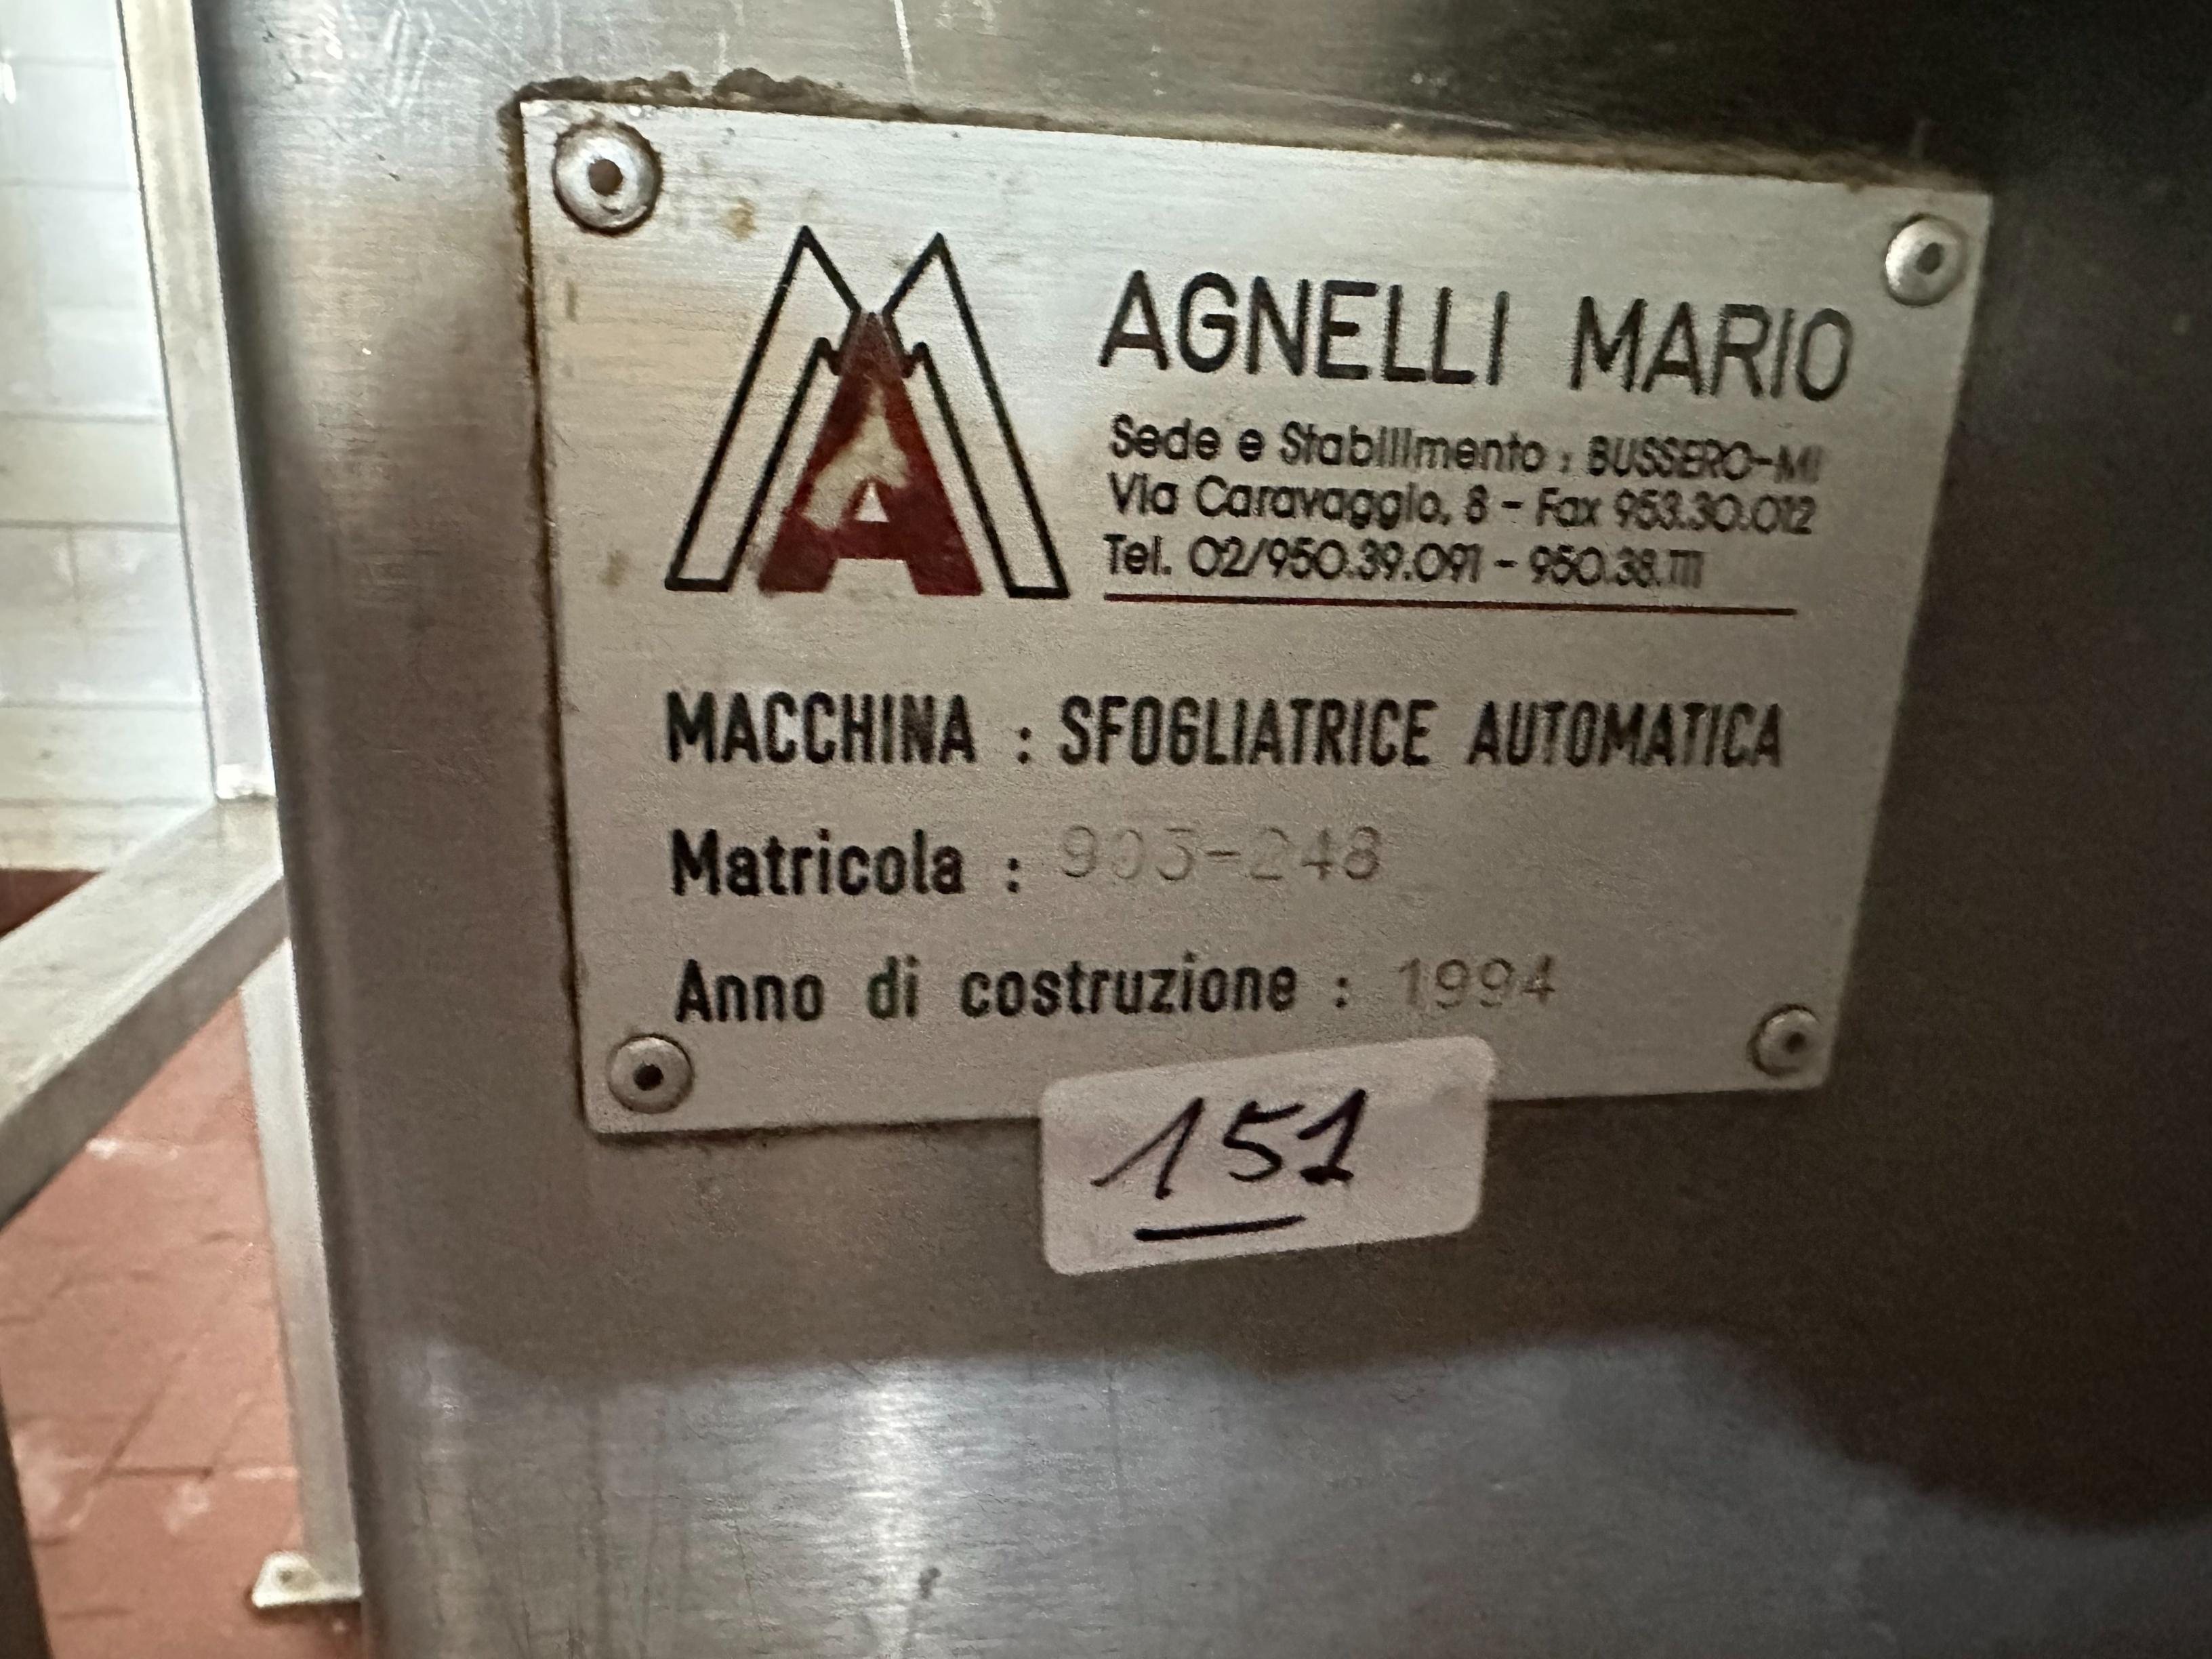 AGNELLI MARIO
Sede e Stabilimento : BUSSERO-MI
Via Caravaggio, 8 - Fax 953.30.012
Tel. 02/950.39.091 - 950.38.111
MACCHINA : SFOGLIATRICE AUTOMATICA
Matricola : 903-248
Anno di costruzione : 1994
151